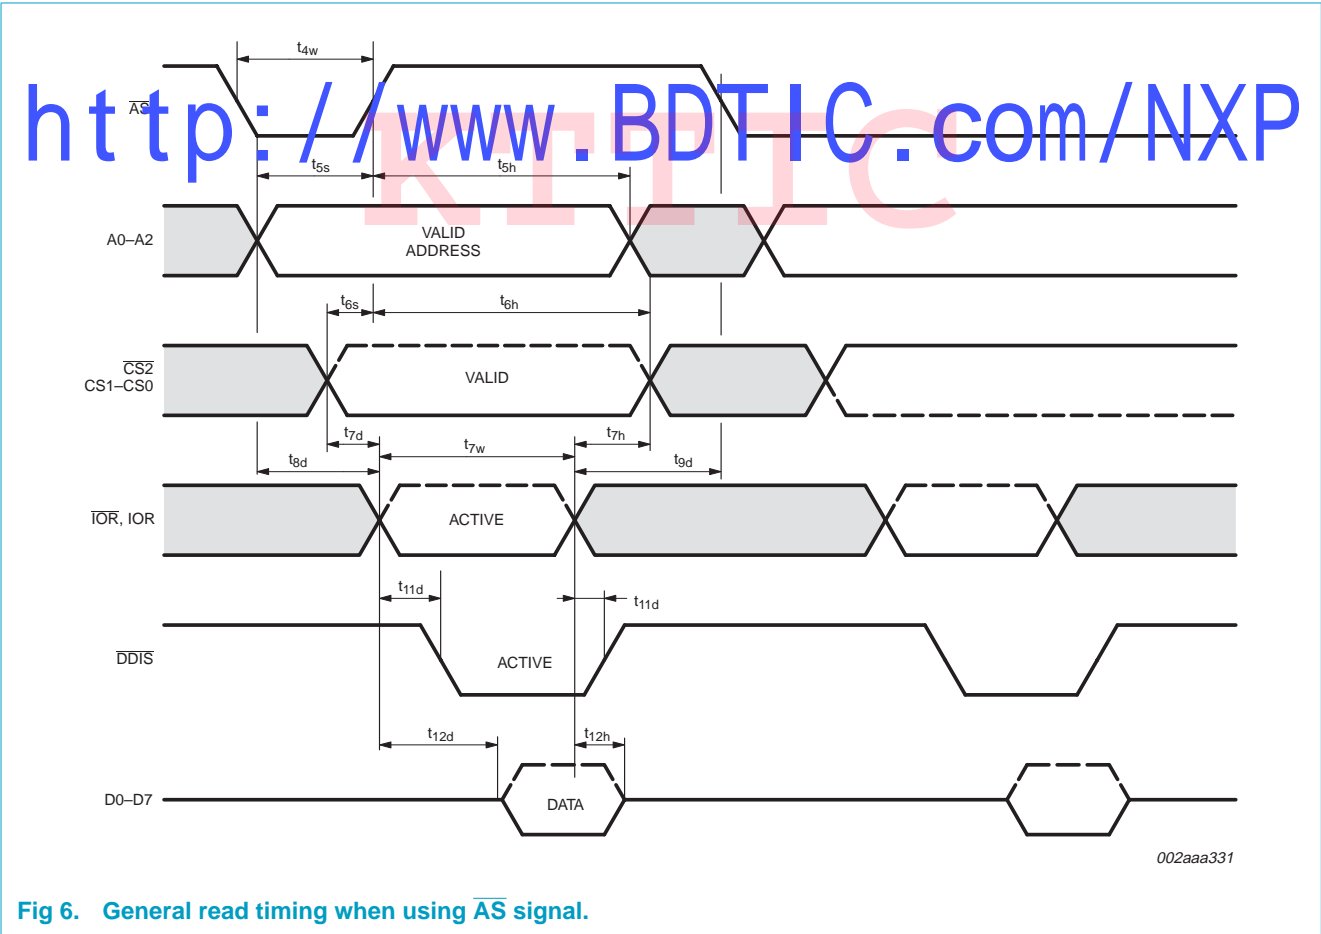 t4w
AS
http://www.BDTIC.com/NXP
KTTIC
t5s
t5h
A0–A2
VALID
ADDRESS
t6s
t6h
CS2
CS1–CS0
VALID
t7d
t7w
t7h
t8d
t9d
IOR, IOR
ACTIVE
t11d
t11d
DDIS
ACTIVE
t12d
t12h
D0–D7
DATA
002aaa331
Fig 6. General read timing when using AS signal.